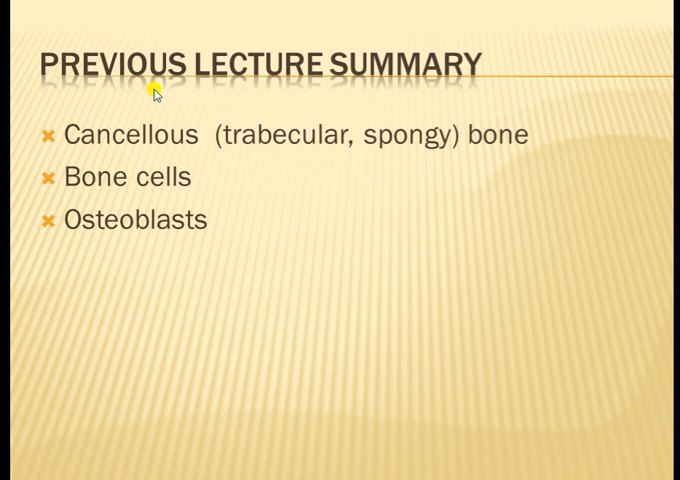 PREVIOUS LECTURE SUMMARY
Cancellous (trabecular, spongy) bone
Bone cells
Osteoblasts